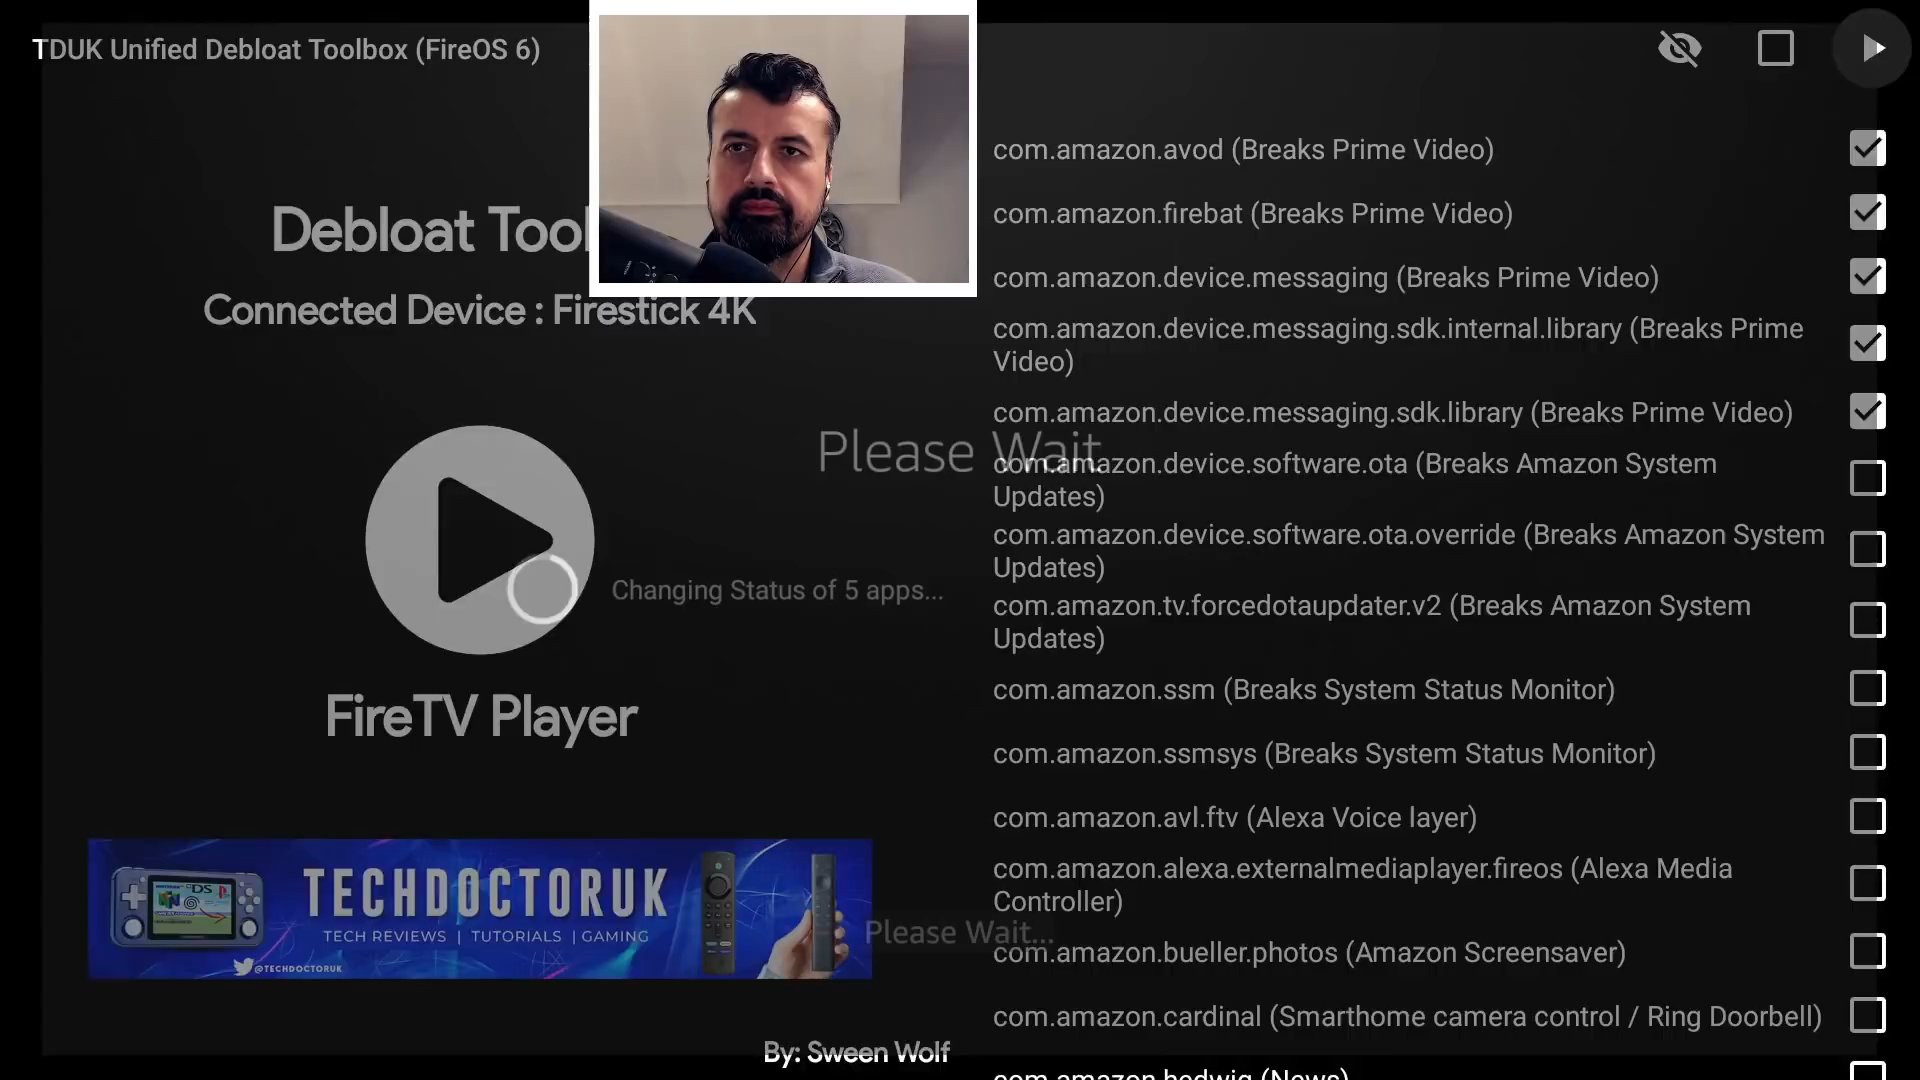 TDUK Unified Debloat Toolbox (FireOS 6)
Debloat Tool
Connected Device : Firestick 4K
FireTV Player
TECHDOCTORUK
TECH REVIEWS | TUTORIALS | GAMING
@TECHDOCTORUK
By: Sween Wolf
Please Wait
Changing Status of 5 apps...
Please Wait...
com.amazon.avod (Breaks Prime Video)
com.amazon.firebat (Breaks Prime Video)
com.amazon.device.messaging (Breaks Prime Video)
com.amazon.device.messaging.sdk.internal.library (Breaks Prime
Video)
com.amazon.device.messaging.sdk.library (Breaks Prime Video)
com.amazon.device.software.ota (Breaks Amazon System
Updates)
com.amazon.device.software.ota.override (Breaks Amazon System
Updates)
com.amazon.tv.forcedotaupdater.v2 (Breaks Amazon System
Updates)
com.amazon.ssm (Breaks System Status Monitor)
com.amazon.ssmsys (Breaks System Status Monitor)
com.amazon.avl.ftv (Alexa Voice layer)
com.amazon.alexa.externalmediaplayer.fireos (Alexa Media
Controller)
com.amazon.bueller.photos (Amazon Screensaver)
com.amazon.cardinal (Smarthome camera control / Ring Doorbell)
com.amazon.hedwig (News)